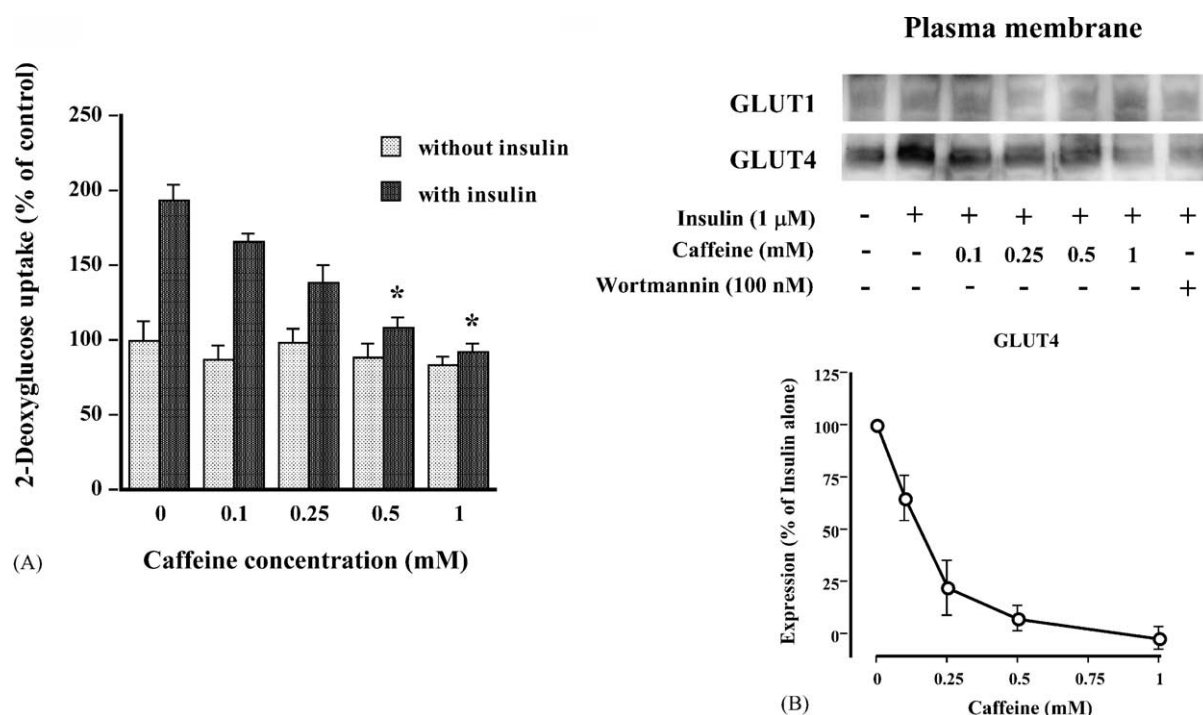 2-Deoxyglucose uptake (% of control)
250
200
150
100
50
0
without insulin
with insulin
*
*
0 0.1 0.25 0.5 1
Caffeine concentration (mM)
(A)
Plasma membrane
GLUT1
GLUT4
Insulin (1 μM) - + + + + + +
Caffeine (mM) - - 0.1 0.25 0.5 1 -
Wortmannin (100 nM) - - - - - - +
GLUT4
Expression (% of Insulin alone)
125
100
75
50
25
0
0 0.25 0.5 0.75 1
Caffeine (mM)
(B)